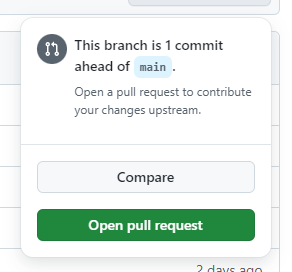 This branch is 1 commit
ahead of main .
Open a pull request to contribute
your changes upstream.
Compare
Open pull request
2 days ago